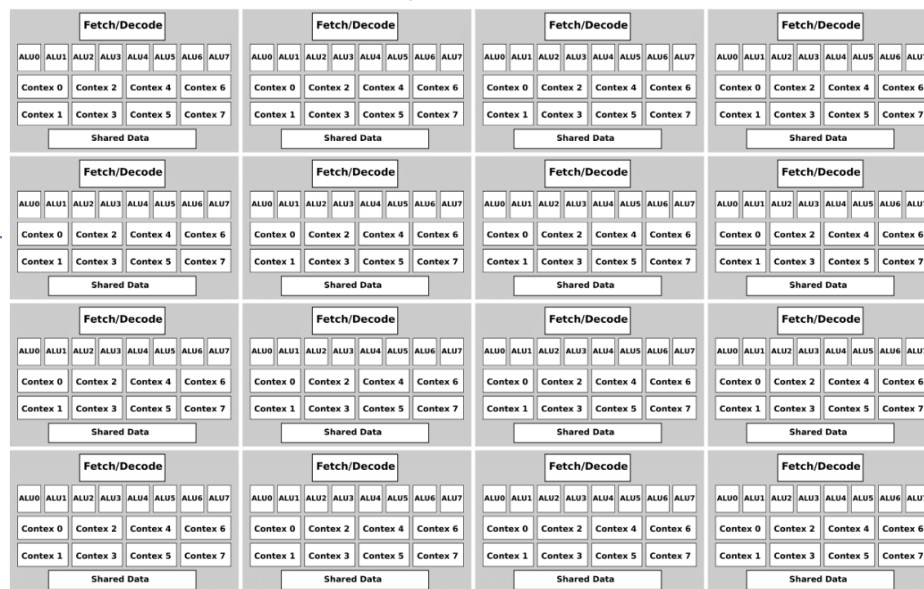 Fetch/Decode Fetch/Decode Fetch/Decode Fetch/Decode
ALU0 ALU1 ALU2 ALU3 ALU4 ALU5 ALU6 ALU7 ALU0 ALU1 ALU2 ALU3 ALU4 ALU5 ALU6 ALU7 ALU0 ALU1 ALU2 ALU3 ALU4 ALU5 ALU6 ALU7 ALU0 ALU1 ALU2 ALU3 ALU4 ALU5 ALU6 ALU7
Contex 0 Contex 2 Contex 4 Contex 6 Contex 0 Contex 2 Contex 4 Contex 6 Contex 0 Contex 2 Contex 4 Contex 6 Contex 0 Contex 2 Contex 4 Contex 6
Contex 1 Contex 3 Contex 5 Contex 7 Contex 1 Contex 3 Contex 5 Contex 7 Contex 1 Contex 3 Contex 5 Contex 7 Contex 1 Contex 3 Contex 5 Contex 7
Shared Data Shared Data Shared Data Shared Data
Fetch/Decode Fetch/Decode Fetch/Decode Fetch/Decode
ALU0 ALU1 ALU2 ALU3 ALU4 ALU5 ALU6 ALU7 ALU0 ALU1 ALU2 ALU3 ALU4 ALU5 ALU6 ALU7 ALU0 ALU1 ALU2 ALU3 ALU4 ALU5 ALU6 ALU7 ALU0 ALU1 ALU2 ALU3 ALU4 ALU5 ALU6 ALU7
Contex 0 Contex 2 Contex 4 Contex 6 Contex 0 Contex 2 Contex 4 Contex 6 Contex 0 Contex 2 Contex 4 Contex 6 Contex 0 Contex 2 Contex 4 Contex 6
Contex 1 Contex 3 Contex 5 Contex 7 Contex 1 Contex 3 Contex 5 Contex 7 Contex 1 Contex 3 Contex 5 Contex 7 Contex 1 Contex 3 Contex 5 Contex 7
Shared Data Shared Data Shared Data Shared Data
Fetch/Decode Fetch/Decode Fetch/Decode Fetch/Decode
ALU0 ALU1 ALU2 ALU3 ALU4 ALU5 ALU6 ALU7 ALU0 ALU1 ALU2 ALU3 ALU4 ALU5 ALU6 ALU7 ALU0 ALU1 ALU2 ALU3 ALU4 ALU5 ALU6 ALU7 ALU0 ALU1 ALU2 ALU3 ALU4 ALU5 ALU6 ALU7
Contex 0 Contex 2 Contex 4 Contex 6 Contex 0 Contex 2 Contex 4 Contex 6 Contex 0 Contex 2 Contex 4 Contex 6 Contex 0 Contex 2 Contex 4 Contex 6
Contex 1 Contex 3 Contex 5 Contex 7 Contex 1 Contex 3 Contex 5 Contex 7 Contex 1 Contex 3 Contex 5 Contex 7 Contex 1 Contex 3 Contex 5 Contex 7
Shared Data Shared Data Shared Data Shared Data
Fetch/Decode Fetch/Decode Fetch/Decode Fetch/Decode
ALU0 ALU1 ALU2 ALU3 ALU4 ALU5 ALU6 ALU7 ALU0 ALU1 ALU2 ALU3 ALU4 ALU5 ALU6 ALU7 ALU0 ALU1 ALU2 ALU3 ALU4 ALU5 ALU6 ALU7 ALU0 ALU1 ALU2 ALU3 ALU4 ALU5 ALU6 ALU7
Contex 0 Contex 2 Contex 4 Contex 6 Contex 0 Contex 2 Contex 4 Contex 6 Contex 0 Contex 2 Contex 4 Contex 6 Contex 0 Contex 2 Contex 4 Contex 6
Contex 1 Contex 3 Contex 5 Contex 7 Contex 1 Contex 3 Contex 5 Contex 7 Contex 1 Contex 3 Contex 5 Contex 7 Contex 1 Contex 3 Contex 5 Contex 7
Shared Data Shared Data Shared Data Shared Data